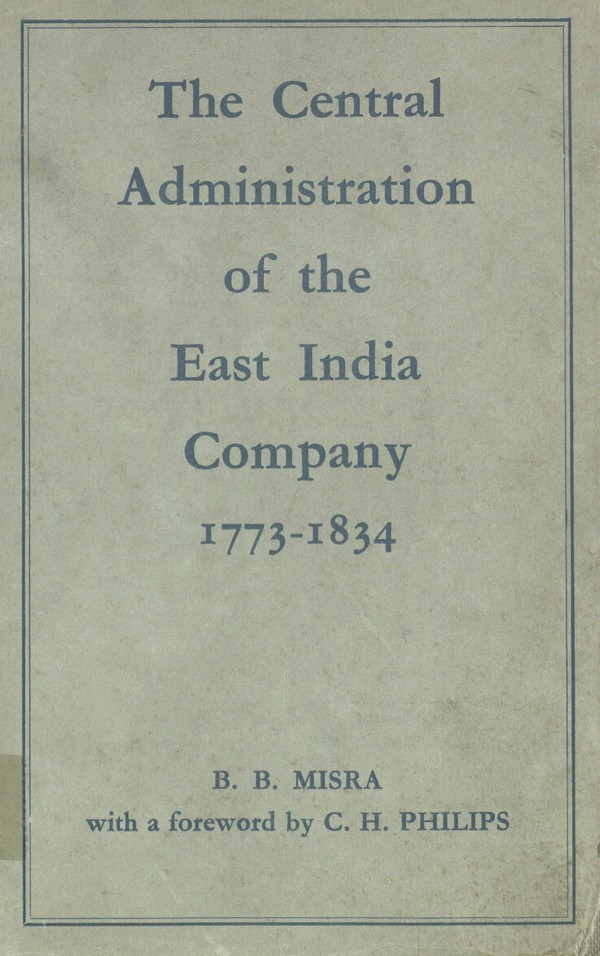 The Central
Administration
of the
East India
Company
1773-1834
B. B. MISRA
with a foreword by C. H. PHILIPS